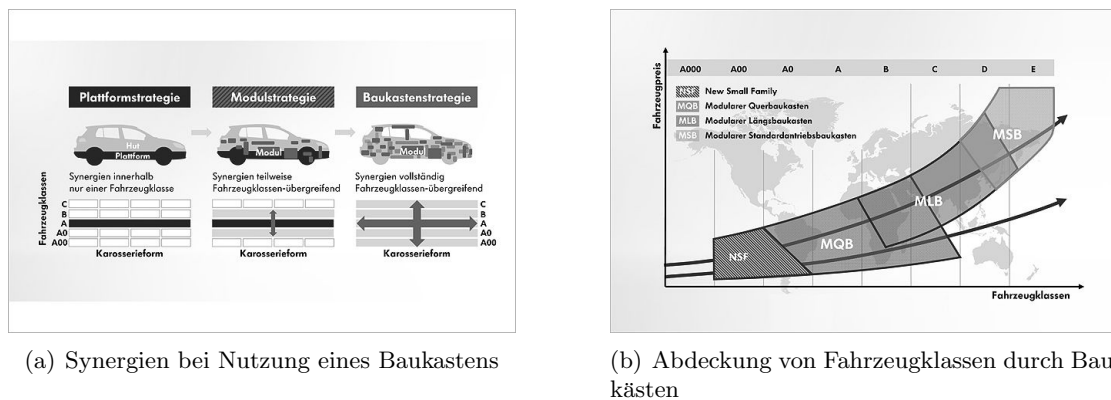 Plattformstrategie
Modulstrategie
Baukastenstrategie
Hut
Plattform
Modul
Modul
Synergien innerhalb
nur einer Fahrzeugklasse
Synergien teilweise
Fahrzeugklassen-übergreifend
Synergien vollständig
Fahrzeugklassen-übergreifend
Fahrzeugklassen
C
B
A
A0
A00
C
B
A
A0
A00
Karosserieform
Karosserieform
Karosserieform
(a) Synergien bei Nutzung eines Baukastens
Fahrzeugpreis
A000 A00 A0 A B C D E
NSF New Small Family
MQB Modularer Querbaukasten
MLB Modularer Längsbaukasten
MSB Modularer Standardantriebsbaukasten
MSB
MLB
MQB
NSF
Fahrzeugklassen
(b) Abdeckung von Fahrzeugklassen durch Bau
kästen